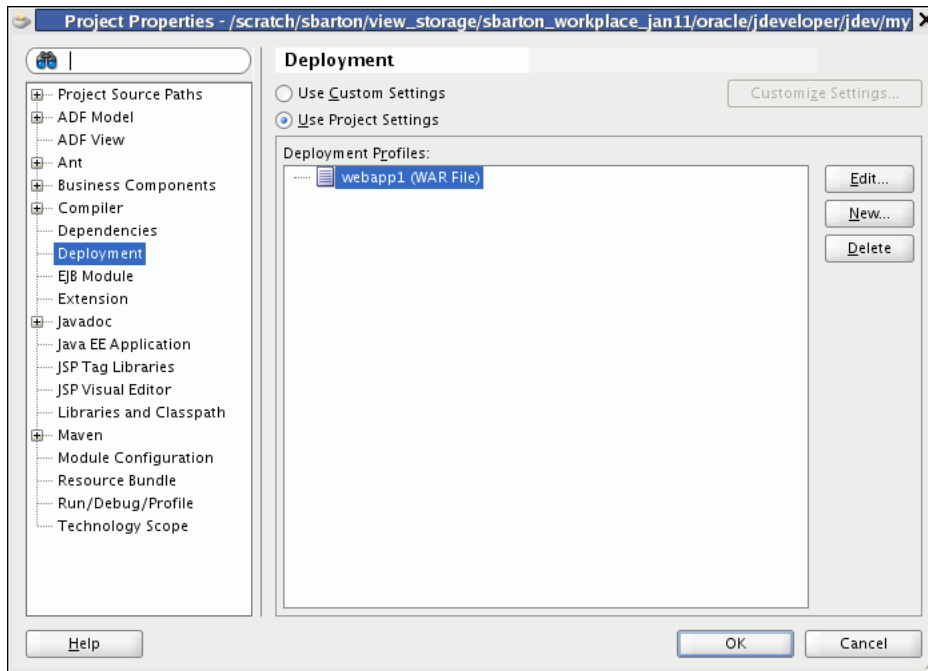 Project Properties - /scratch/sbarton/view_storage/sbarton_workplace_jan11/oracle/jdeveloper/jdev/my
Project Source Paths
ADF Model
ADF View
Ant
Business Components
Compiler
Dependencies
Deployment
EJB Module
Extension
Javadoc
Java EE Application
JSP Tag Libraries
JSP Visual Editor
Libraries and Classpath
Maven
Module Configuration
Resource Bundle
Run/Debug/Profile
Technology Scope
Deployment
Use Custom Settings
Customize Settings...
Use Project Settings
Deployment Profiles:
webapp1 (WAR File)
Edit...
New...
Delete
Help
OK
Cancel